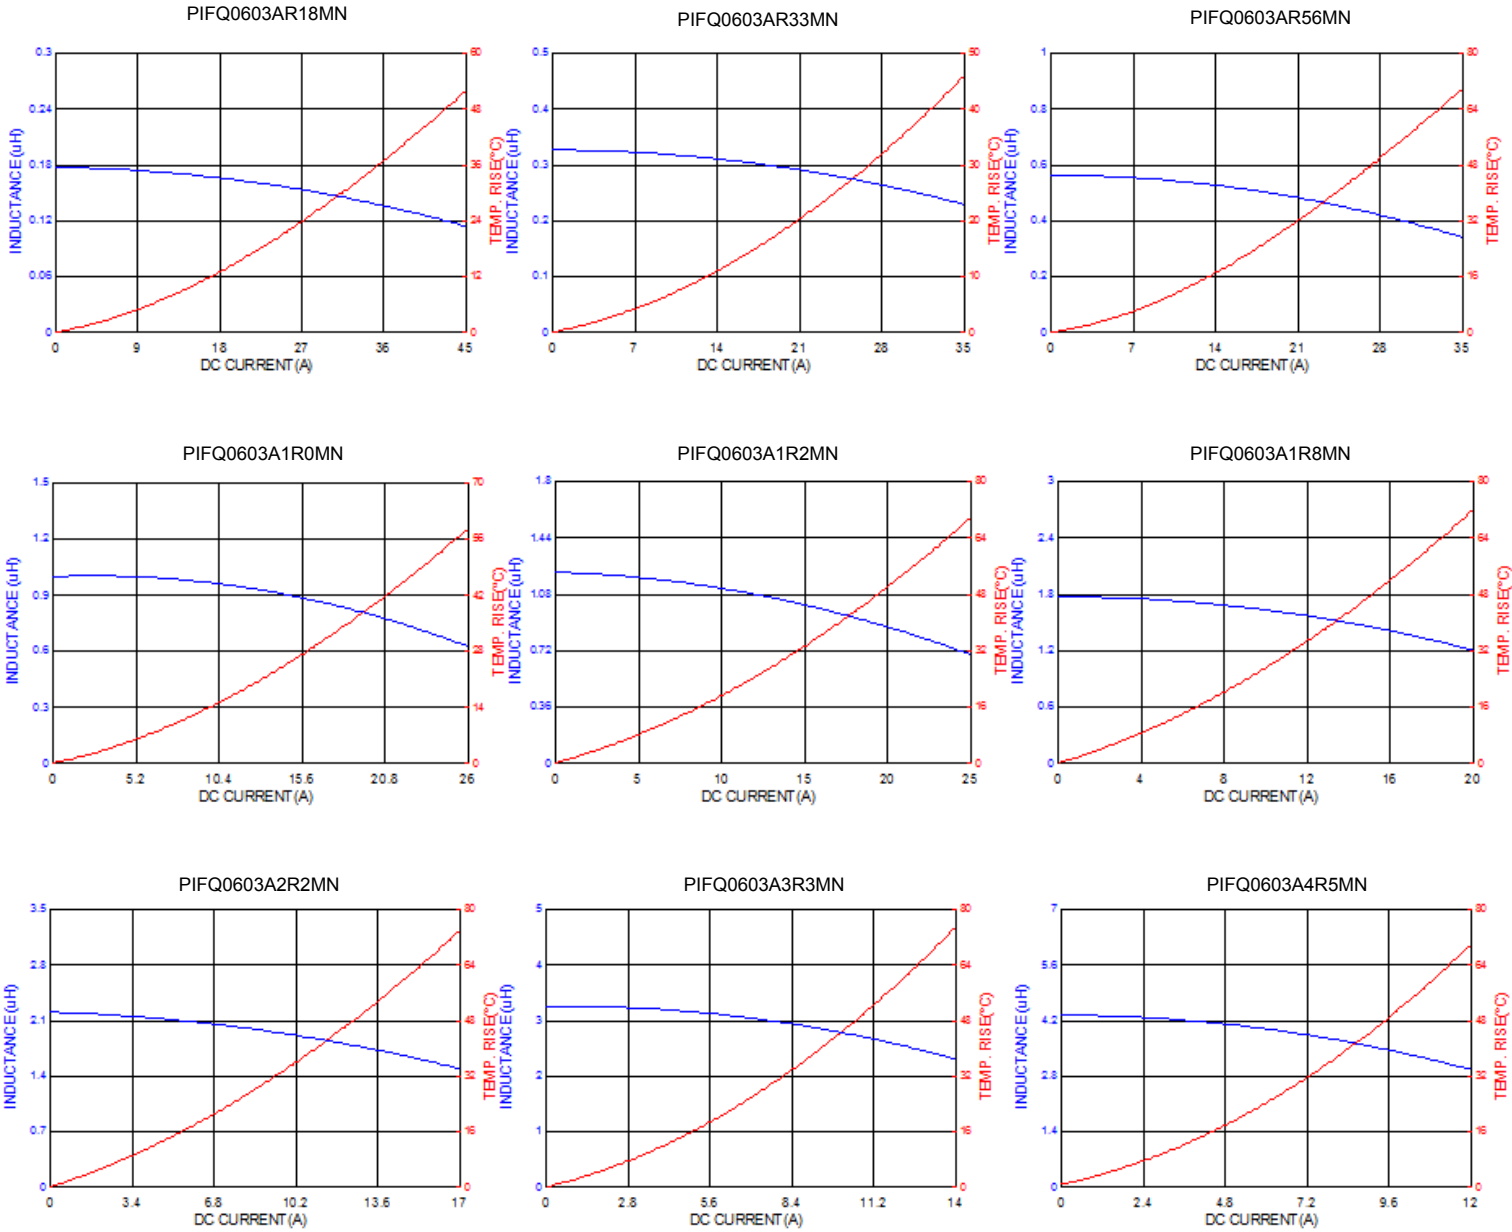 PIFQ0603AR18MN
PIFQ0603AR33MN
PIFQ0603AR56MN
0.3
0.24
0.18
0.12
0.06
0
INDUCTANCE(uH)
60
48
36
24
12
0
TEMP. RISE(°C)
0 9 18 27 36 45
DC CURRENT(A)
0.5
0.4
0.3
0.2
0.1
0
INDUCTANCE(uH)
50
40
30
20
10
0
TEMP. RISE(°C)
0 7 14 21 28 35
DC CURRENT(A)
1
0.8
0.6
0.4
0.2
0
INDUCTANCE(uH)
80
64
48
32
16
0
TEMP. RISE(°C)
0 7 14 21 28 35
DC CURRENT(A)
PIFQ0603A1R0MN
PIFQ0603A1R2MN
PIFQ0603A1R8MN
1.5
1.2
0.9
0.6
0.3
0
INDUCTANCE(uH)
70
56
42
28
14
0
TEMP. RISE(°C)
0 5.2 10.4 15.6 20.8 26
DC CURRENT(A)
1.8
1.44
1.08
0.72
0.36
0
INDUCTANCE(uH)
80
64
48
32
16
0
TEMP. RISE(°C)
0 5 10 15 20 25
DC CURRENT(A)
3
2.4
1.8
1.2
0.6
0
INDUCTANCE(uH)
80
64
48
32
16
0
TEMP. RISE(°C)
0 4 8 12 16 20
DC CURRENT(A)
PIFQ0603A2R2MN
PIFQ0603A3R3MN
PIFQ0603A4R5MN
3.5
2.8
2.1
1.4
0.7
0
INDUCTANCE(uH)
80
64
48
32
16
0
TEMP. RISE(°C)
0 3.4 6.8 10.2 13.6 17
DC CURRENT(A)
5
4
3
2
1
0
INDUCTANCE(uH)
80
64
48
32
16
0
TEMP. RISE(°C)
0 2.8 5.6 8.4 11.2 14
DC CURRENT(A)
7
5.6
4.2
2.8
1.4
0
INDUCTANCE(uH)
80
64
48
32
16
0
TEMP. RISE(°C)
0 2.4 4.8 7.2 9.6 12
DC CURRENT(A)